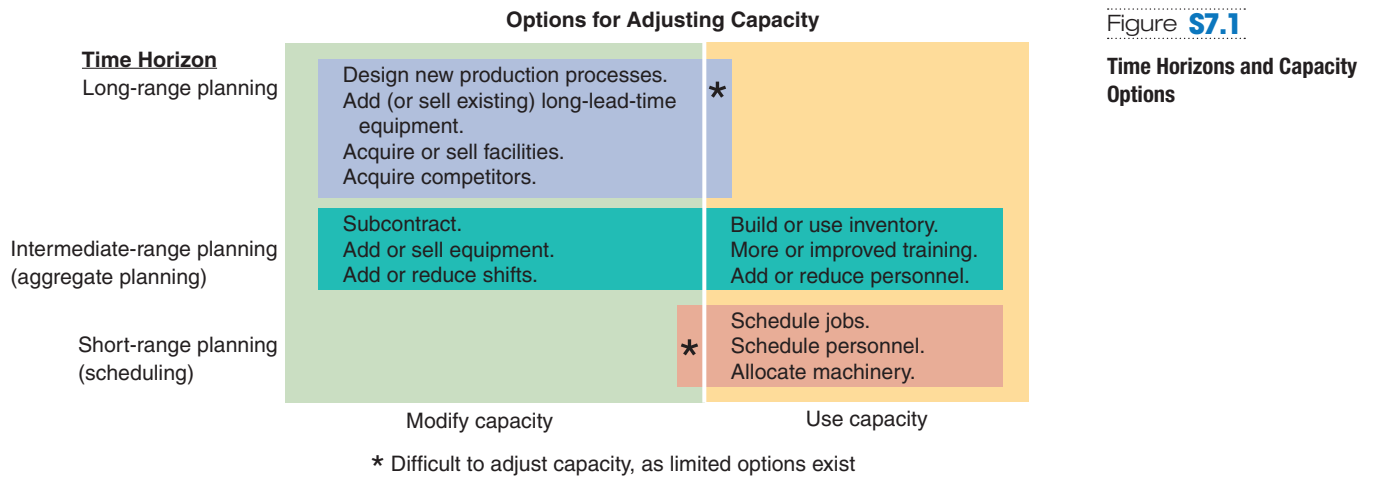 Options for Adjusting Capacity
Figure S7.1
Time Horizons and Capacity
Options
Time Horizon
Long-range planning
Design new production processes.
Add (or sell existing) long-lead-time
equipment.
Acquire or sell facilities.
Acquire competitors.
*
Intermediate-range planning
(aggregate planning)
Subcontract.
Add or sell equipment.
Add or reduce shifts.
Build or use inventory.
More or improved training.
Add or reduce personnel.
Short-range planning
(scheduling)
*
Schedule jobs.
Schedule personnel.
Allocate machinery.
Modify capacity
Use capacity
* Difficult to adjust capacity, as limited options exist